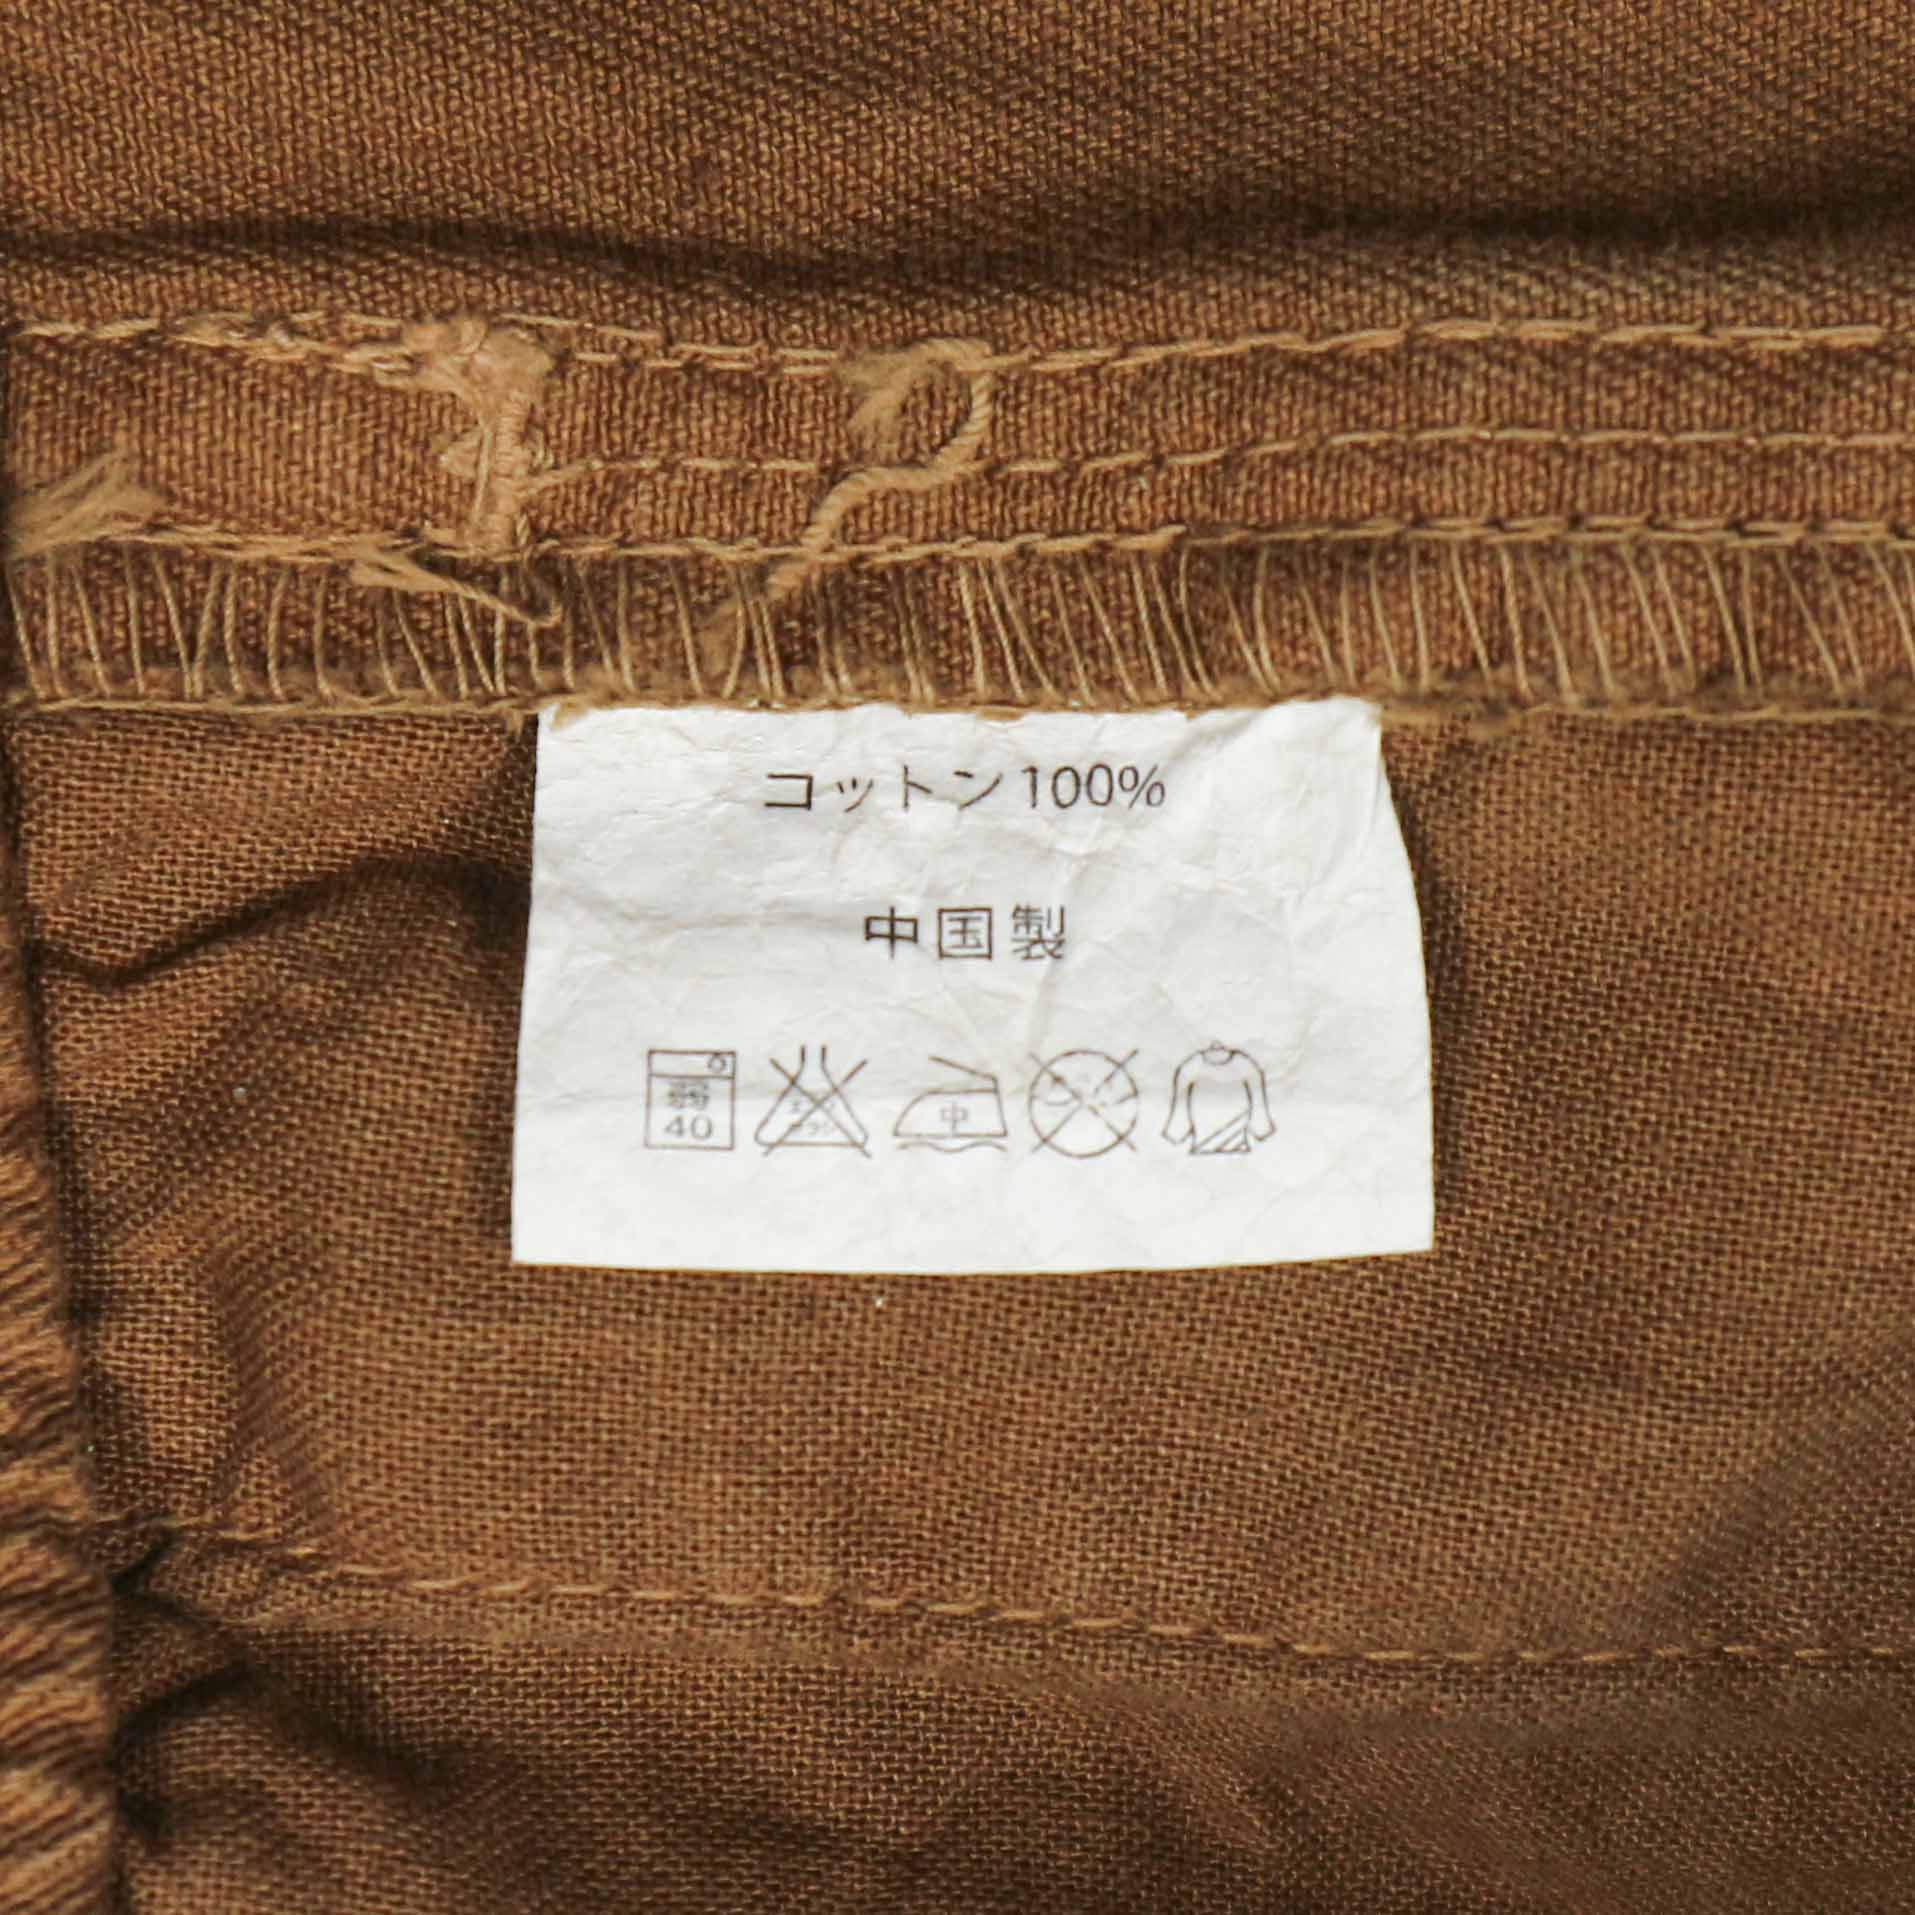 コットン100%
中国製
弱 中
40